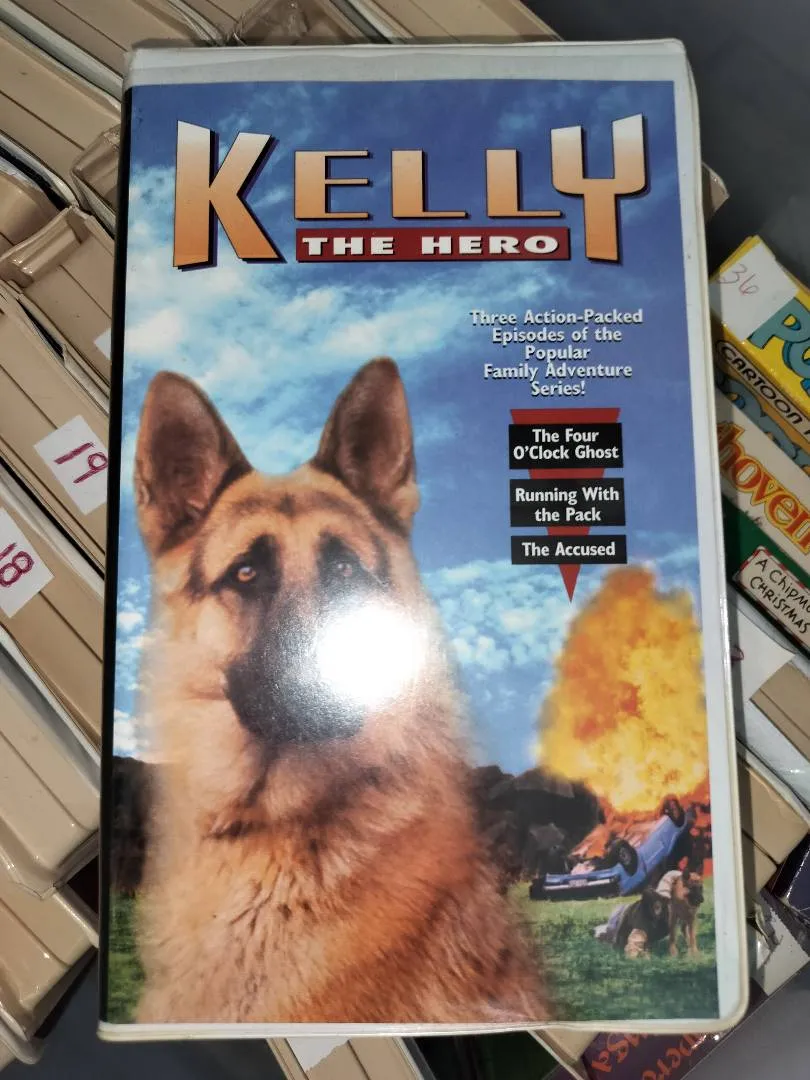 KELLY
THE HERO
Three Action-Packed
Episodes of the
Popular
Family Adventure
Series!
The Four
O'Clock Ghost
Running With
the Pack
The Accused
19
18
36
CARTOON
A Chipm
CHRISTMAS